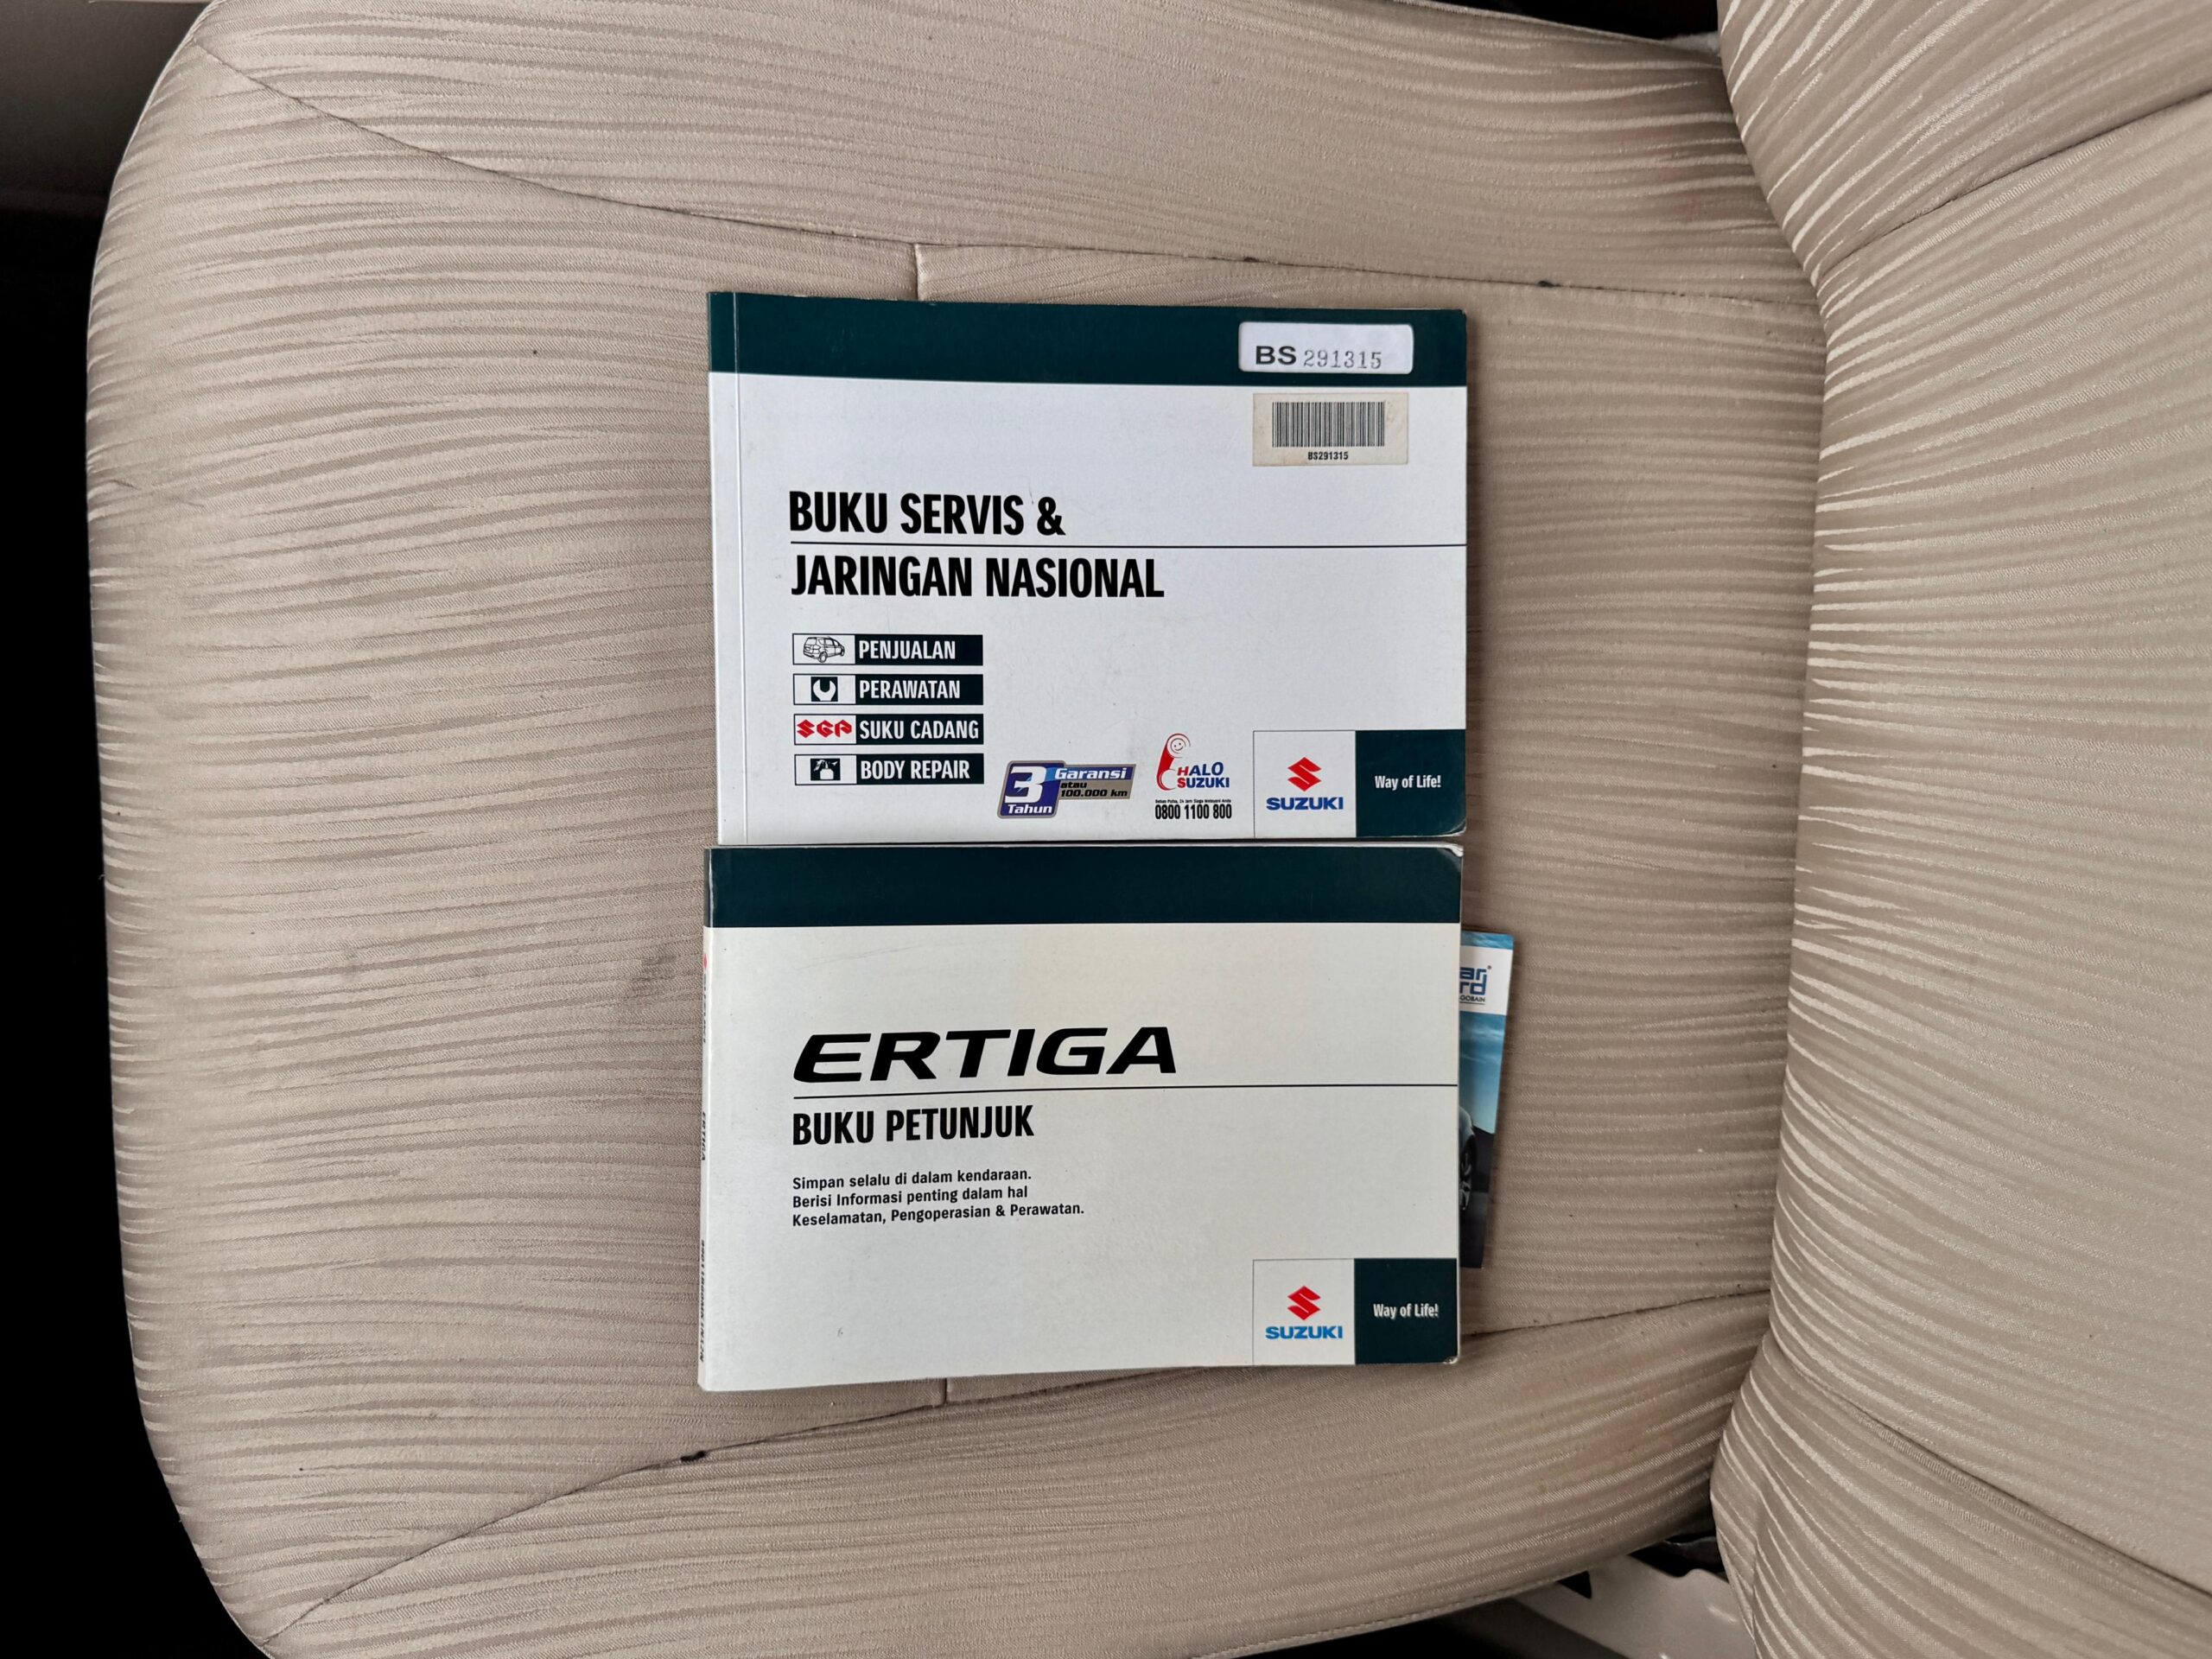 BS 291315
BS291315
BUKU SERVIS &
JARINGAN NASIONAL
PENJUALAN
PERAWATAN
SGP SUKU CADANG
BODY REPAIR
3 Tahun
Garansi
atau
100.000 km
HALO
SUZUKI
0800 1100 800
SUZUKI
Way of Life!
ERTIGA
BUKU PETUNJUK
Simpan selalu di dalam kendaraan.
Berisi Informasi penting dalam hal
Keselamatan, Pengoperasian & Perawatan.
SUZUKI
Way of Life!
ERTIGA